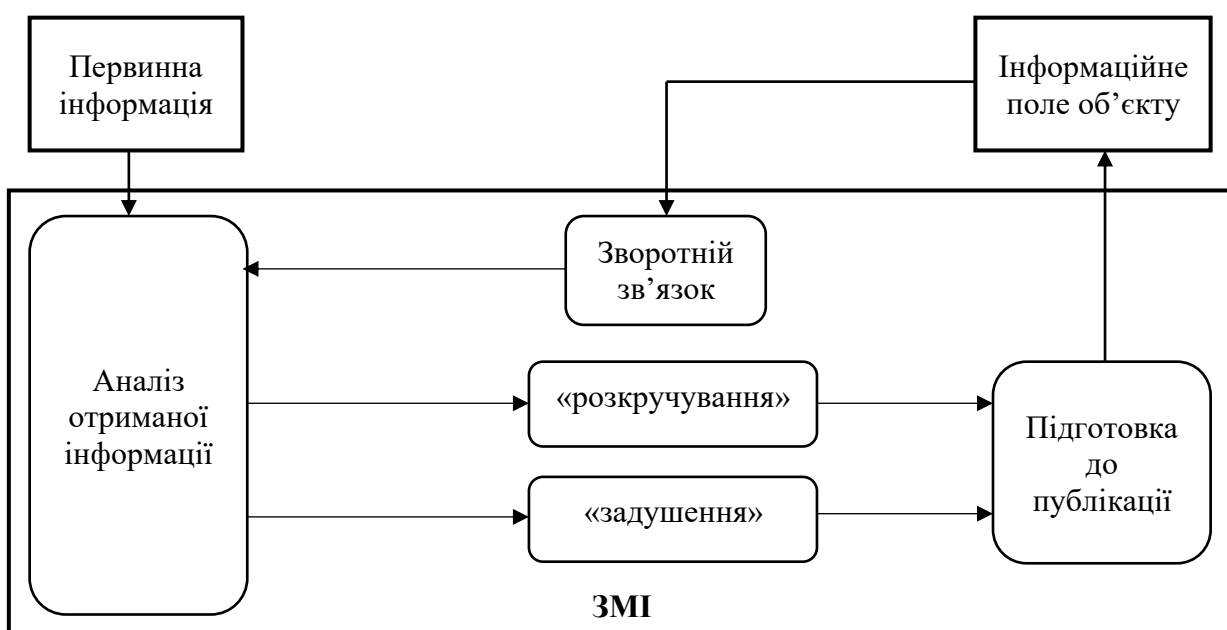 Первинна
інформація
Інформаційне
поле об’єкту
Зворотній
зв’язок
Аналіз
отриманої
інформації
«розкручування»
«задушення»
Підготовка
до
публікації
ЗМІ